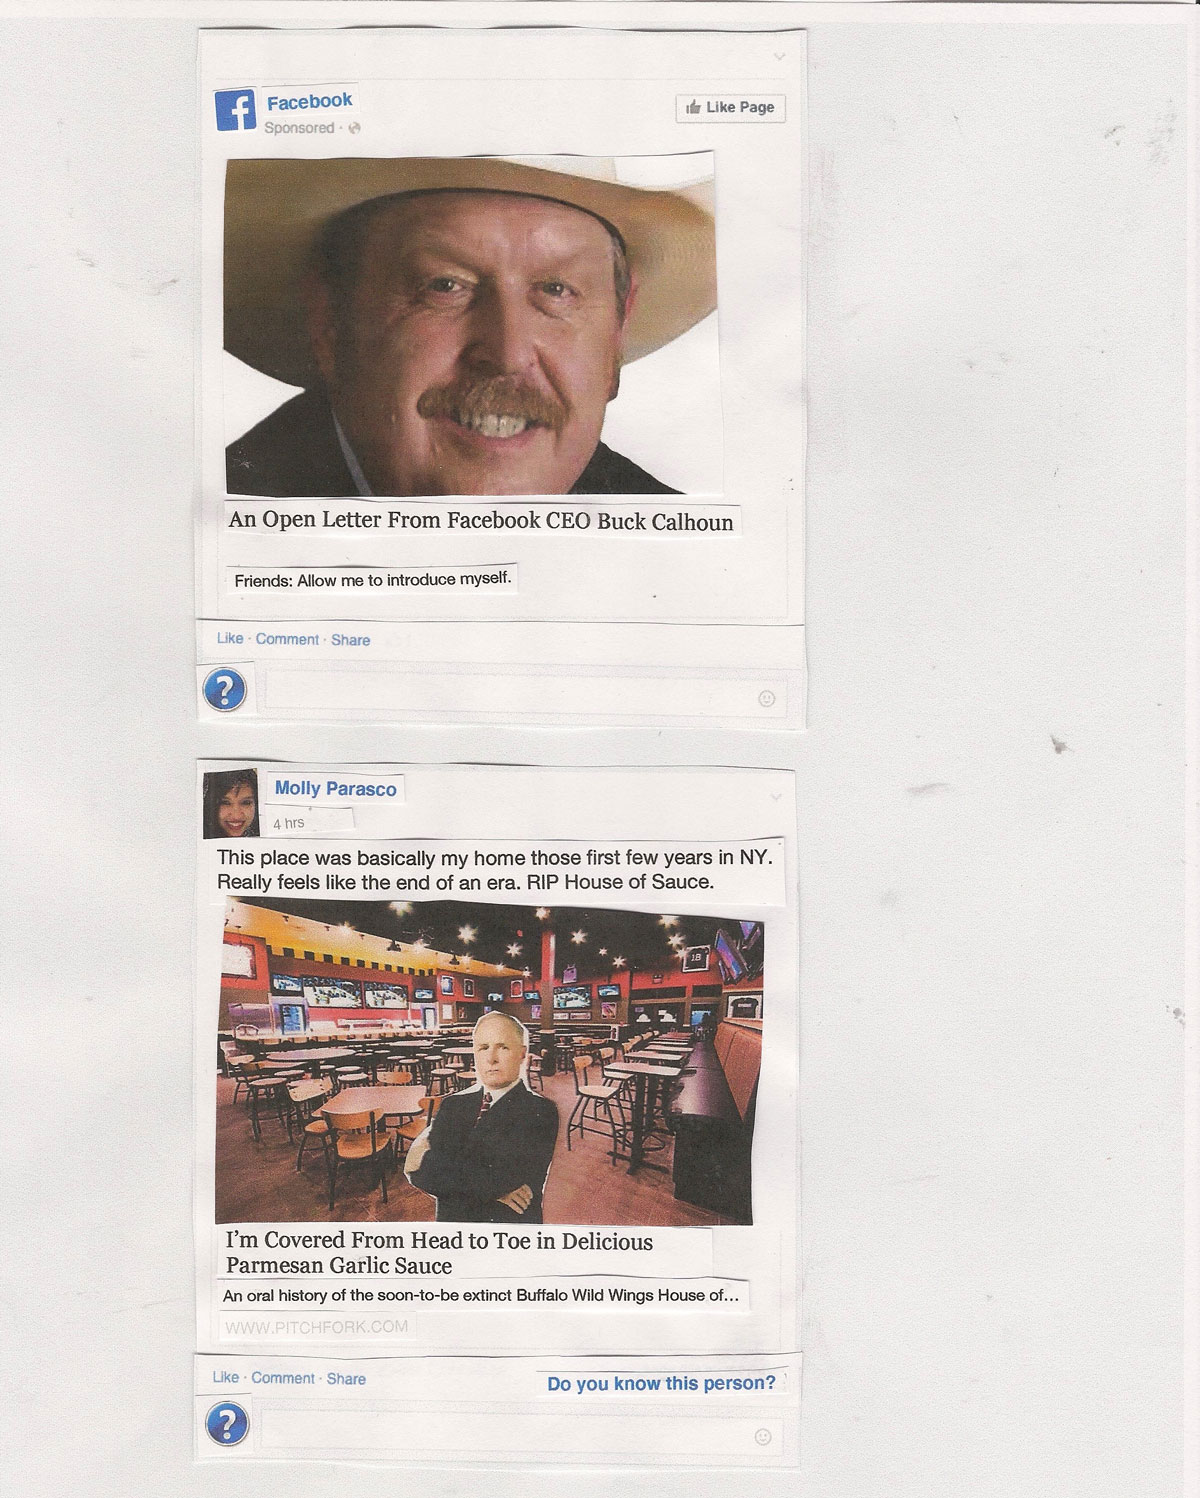 Facebook
Like Page
Sponsored ·
An Open Letter From Facebook CEO Buck Calhoun
Friends: Allow me to introduce myself.
Like · Comment · Share
?
Molly Parasco
4 hrs
This place was basically my home those first few years in NY.
Really feels like the end of an era. RIP House of Sauce.
18
I'm Covered From Head to Toe in Delicious
Parmesan Garlic Sauce
An oral history of the soon-to-be extinct Buffalo Wild Wings House of...
WWW.PITCHFORK.COM
Like · Comment · Share
Do you know this person?
?